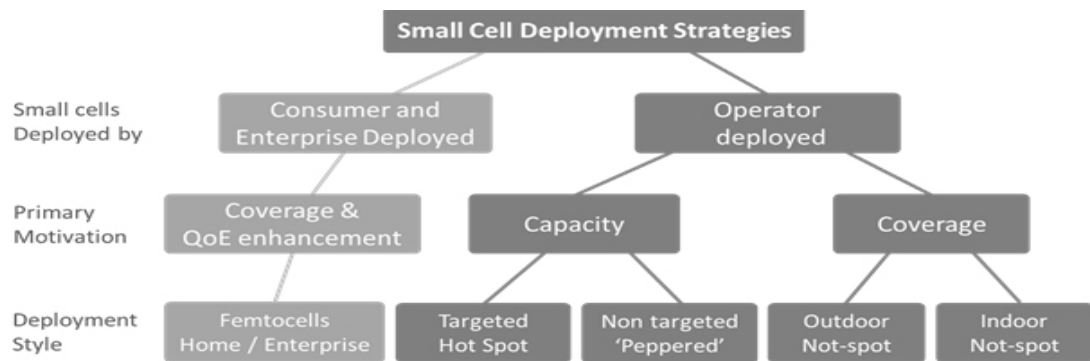 Small Cell Deployment Strategies
Small cells
Deployed by
Consumer and
Enterprise Deployed
Operator
deployed
Primary
Motivation
Coverage &
QoE enhancement
Capacity
Coverage
Deployment
Style
Femtocells
Home / Enterprise
Targeted
Hot Spot
Non targeted
‘Peppered’
Outdoor
Not-spot
Indoor
Not-spot